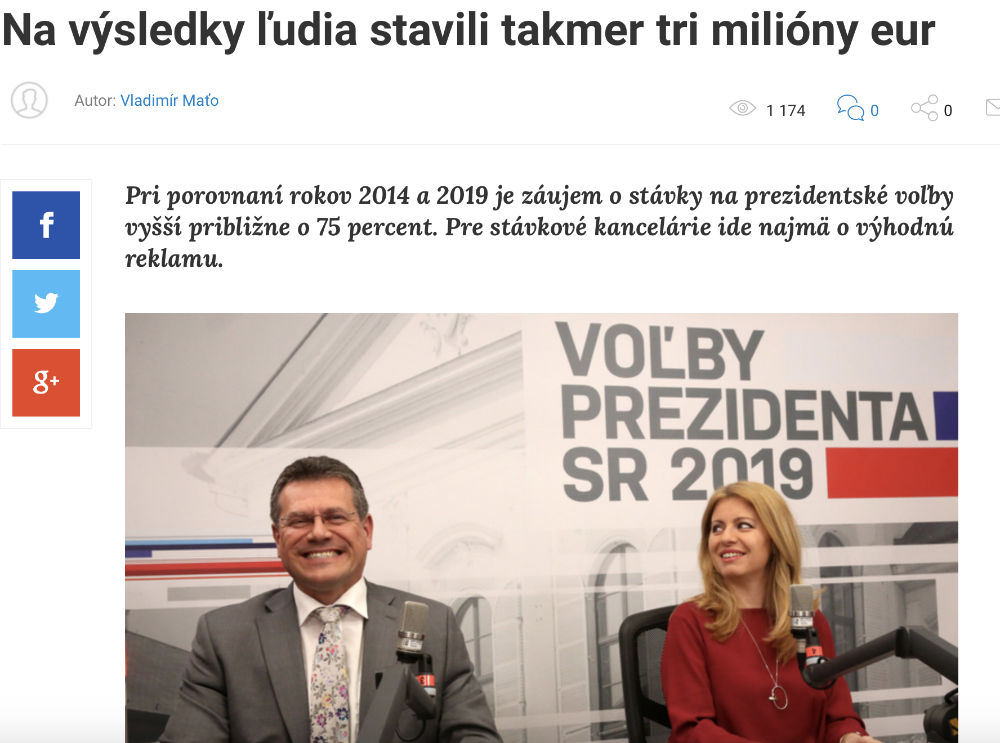 Na výsledky ľudia stavili takmer tri milióny eur
Autor: Vladimír Maťo
1 174
0
0
Pri porovnaní rokov 2014 a 2019 je záujem o stávky na prezidentské voľby
vyšší približne o 75 percent. Pre stávkové kancelárie ide najmä o výhodnú
reklamu.
f
g+
VOĽBY
PREZIDENTA
SR 2019
3
4